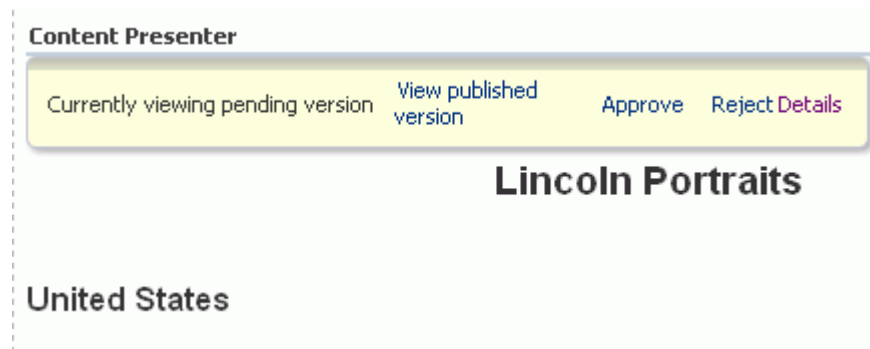 Content Presenter
Currently viewing pending version View published version Approve Reject Details
Lincoln Portraits
United States